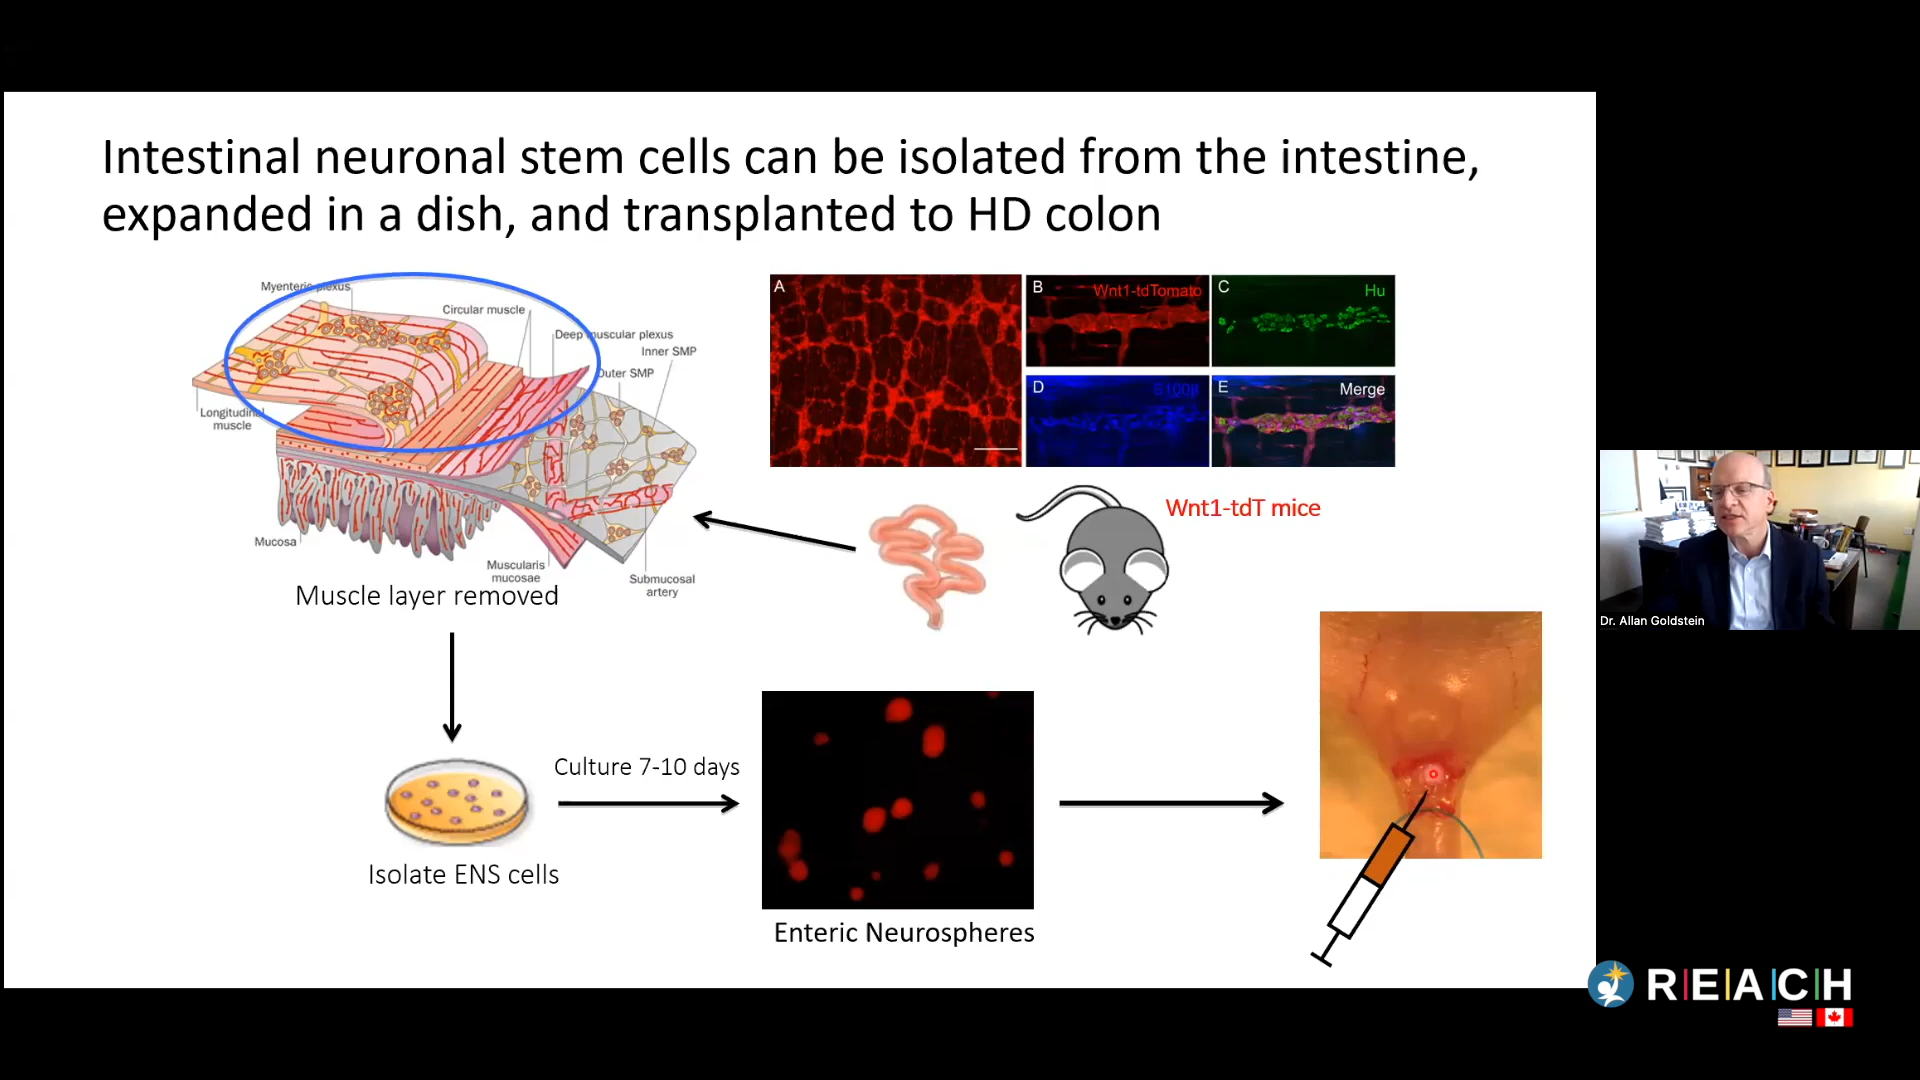 Intestinal neuronal stem cells can be isolated from the intestine,
expanded in a dish, and transplanted to HD colon
Myenteric plexus
Circular muscle
Deep muscular plexus
Inner SMP
Outer SMP
Longitudinal
muscle
Mucosa
Muscularis
mucosae
Submucosal
artery
Muscle layer removed
A
B
Wnt1-tdTomato
C
Hu
D
S100β
E
Merge
Wnt1-tdT mice
Culture 7-10 days
Isolate ENS cells
Enteric Neurospheres
Dr. Allan Goldstein
R|E|A|C|H